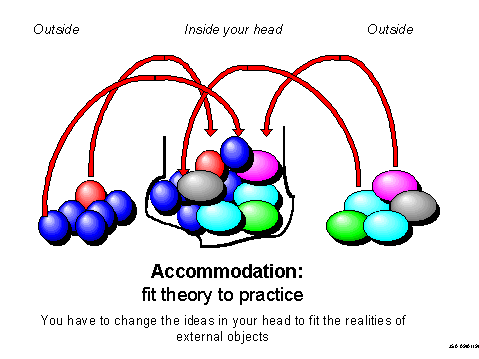 Outside Inside your head Outside
Accommodation:
fit theory to practice
You have to change the ideas in your head to fit the realities of
external objects